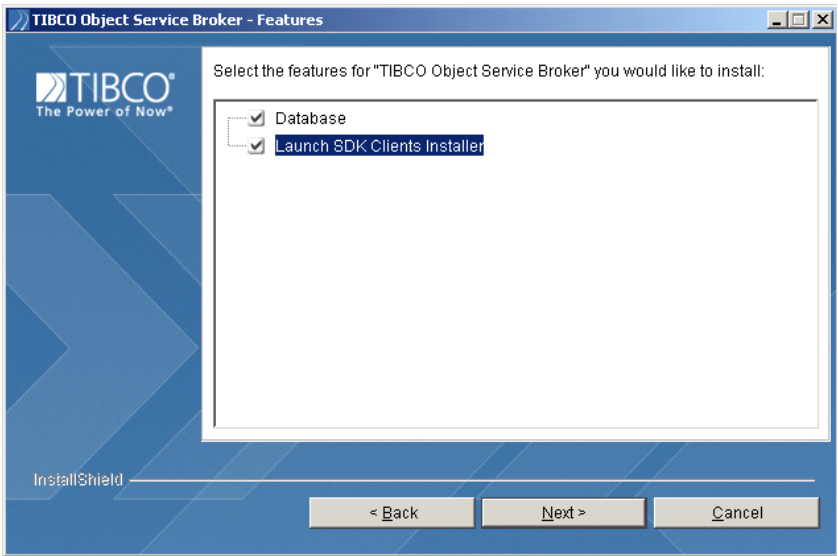 TIBCO Object Service Broker - Features
TIBCO®
The Power of Now®
Select the features for "TIBCO Object Service Broker" you would like to install:
Database
Launch SDK Clients Installer
InstallShield
< Back
Next >
Cancel